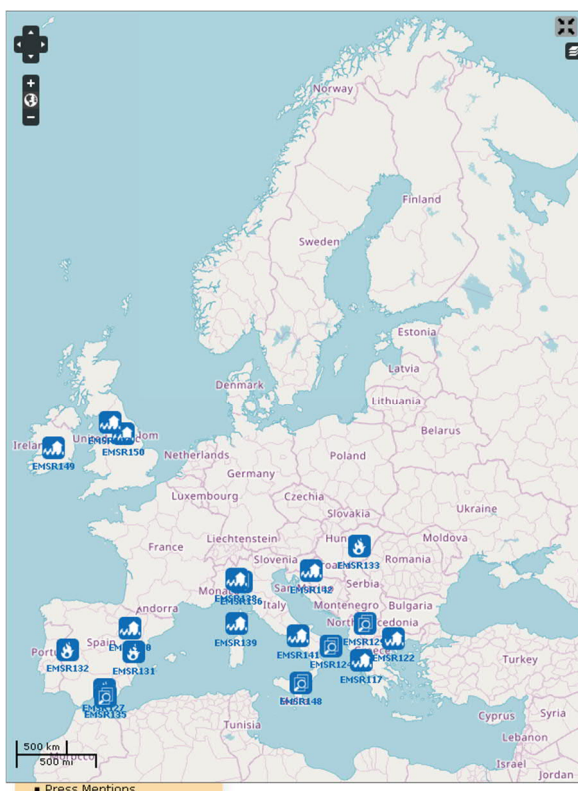 +
−
Norway
Finland
Sweden
Estonia
Latvia
Denmark
Lithuania
Belarus
EMSR149
EMSR150
Netherlands
Poland
Germany
Luxembourg
Czechia
Ukraine
Slovakia
France
Liechtenstein
Moldova
Slovenia
EMSR133
Romania
EMSR142
Serbia
Andorra
Italy
Montenegro
Bulgaria
EMSR139
Spain
EMSR141
EMSR122
EMSR132
EMSR131
EMSR117
Turkey
EMSR148
EMSR135
Cyprus
Syria
Tunisia
Lebanon
500 km
500 mi
Israel
Jordan
Press Mentions